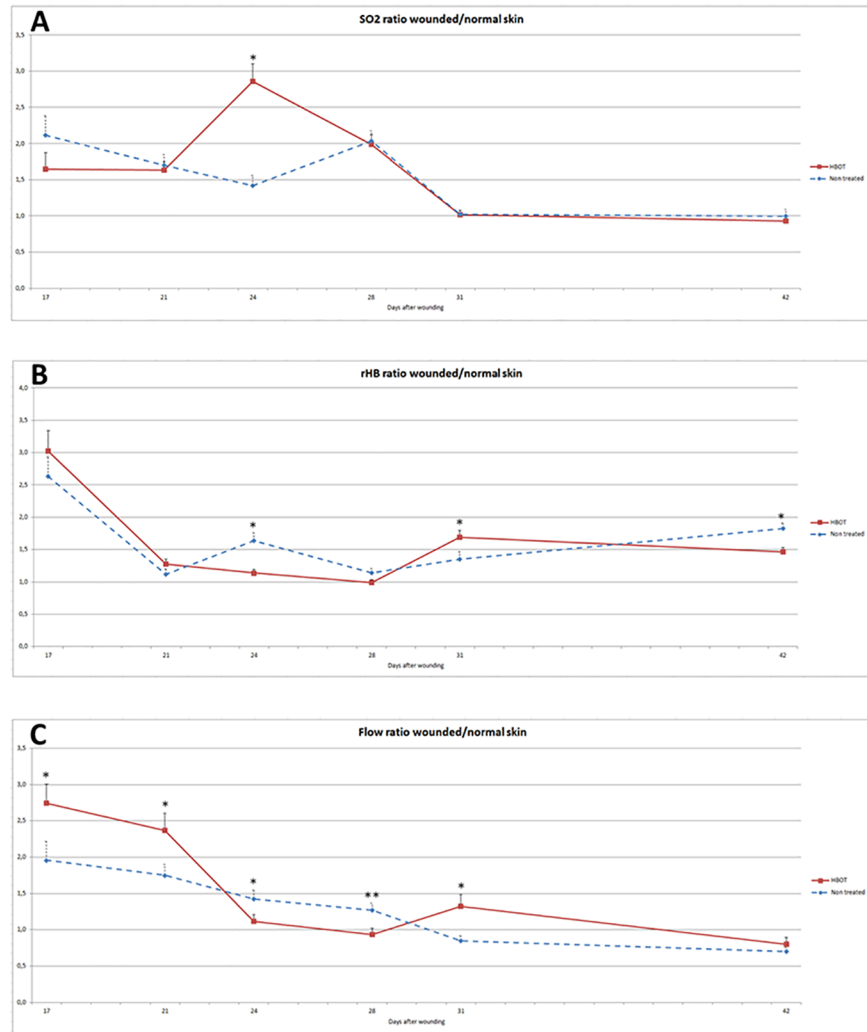 A
SO2 ratio wounded/normal skin
3,5
3,0
2,5
2,0
1,5
1,0
0,5
0,0
*
HBOT
Non treated
17 21 24 28 31 42
Days after wounding
B
rHB ratio wounded/normal skin
4,0
3,5
3,0
2,5
2,0
1,5
1,0
0,5
0,0
* * *
HBOT
Non treated
17 21 24 28 31 42
Days after wounding
C
Flow ratio wounded/normal skin
3,5
3,0
2,5
2,0
1,5
1,0
0,5
0,0
* * * ** *
HBOT
Non treated
17 21 24 28 31 42
Days after wounding